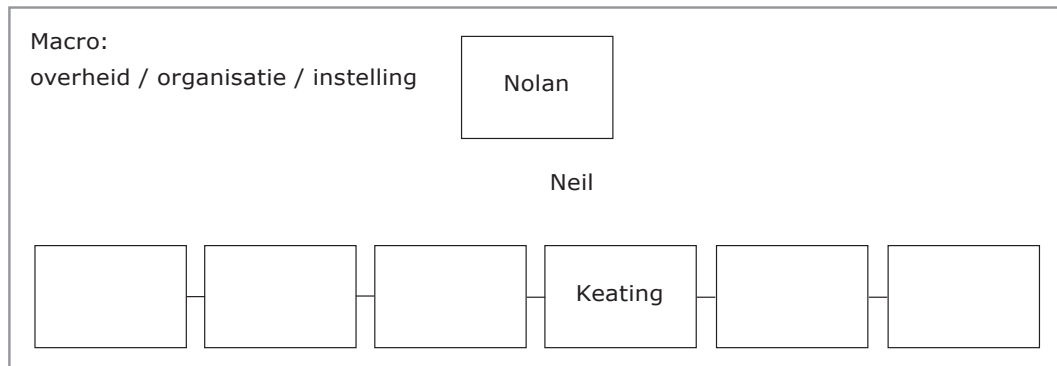 Macro:
overheid / organisatie / instelling
Nolan
Neil
Keating